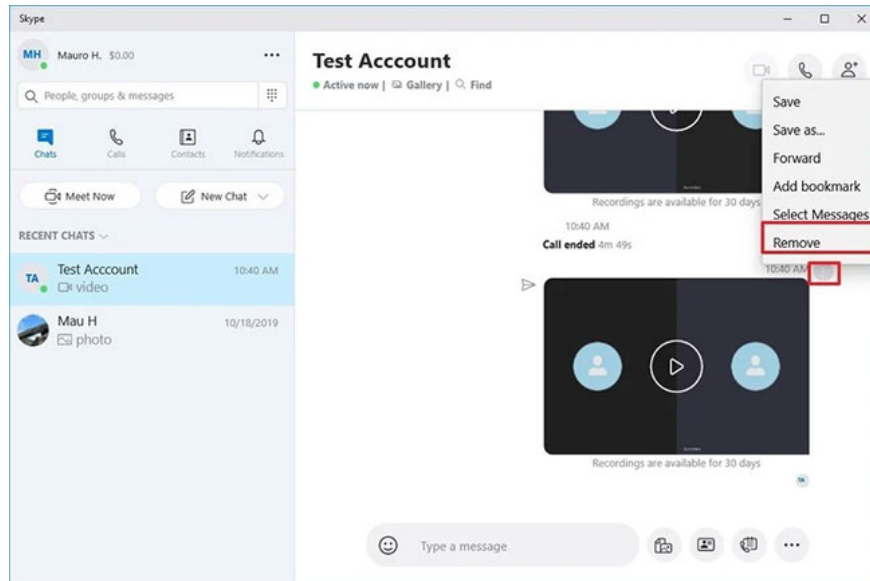 Skype
MH Mauro H. $0.00
People, groups & messages
Chats Calls Contacts Notifications
Meet Now New Chat
RECENT CHATS
TA Test Acccount 10:40 AM
video
Mau H 10/18/2019
photo
Test Acccount
Active now | Gallery | Find
Save
Save as...
Forward
Add bookmark
Select Messages
Remove
Recordings are available for 30 days
10:40 AM
Call ended 4m 49s
10:40 AM
Recordings are available for 30 days
TA
Type a message